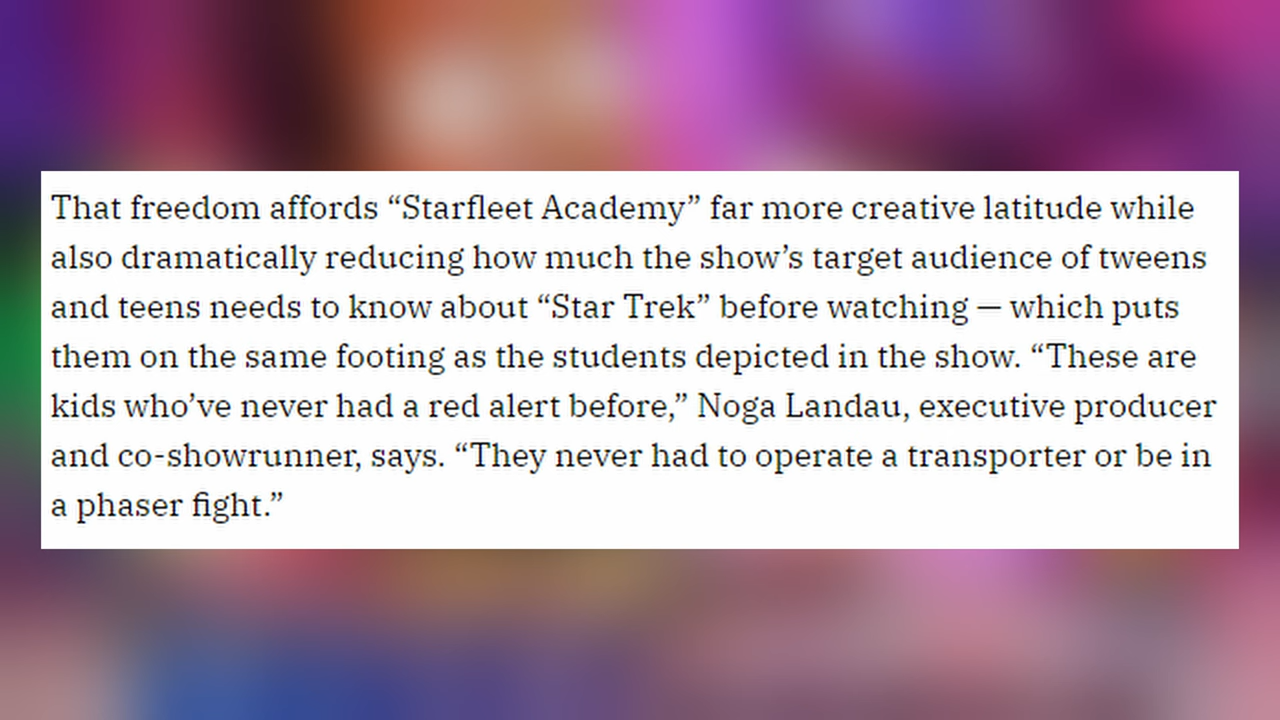 That freedom affords “Starfleet Academy” far more creative latitude while
also dramatically reducing how much the show’s target audience of tweens
and teens needs to know about “Star Trek” before watching — which puts
them on the same footing as the students depicted in the show. “These are
kids who’ve never had a red alert before,” Noga Landau, executive producer
and co-showrunner, says. “They never had to operate a transporter or be in
a phaser fight.”